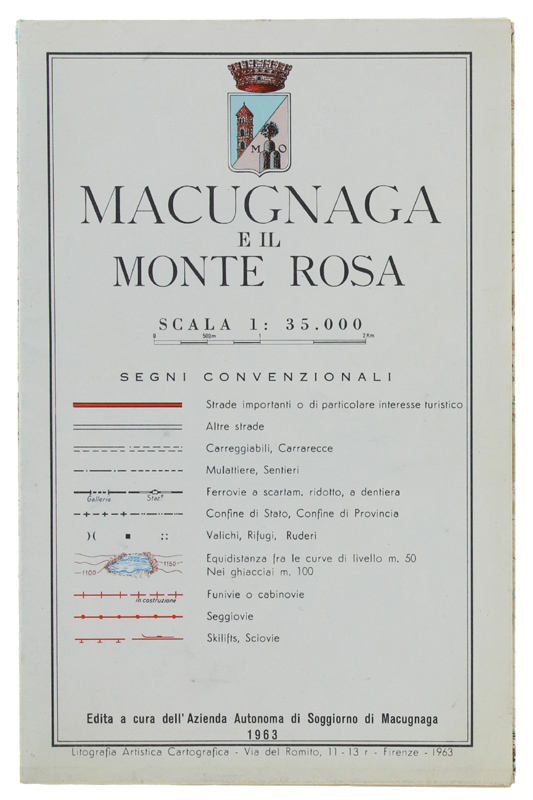 M O
MACUGNAGA
E IL
MONTE ROSA
SCALA 1: 35.000
0 500m 1 2 Km
SEGNI CONVENZIONALI
Strade importanti o di particolare interesse turistico
Altre strade
Carreggiabili, Carrarecce
Mulattiere, Sentieri
Galleria Staz.e Ferrovie a scartam. ridotto, a dentiera
Confine di Stato, Confine di Provincia
Valichi, Rifugi, Ruderi
1100 1150 Equidistanza fra le curve di livello m. 50
Nei ghiacciai m. 100
in costruzione Funivie o cabinovie
Seggiovie
Skilifts, Sciovie
Edita a cura dell'Azienda Autonoma di Soggiorno di Macugnaga
1963
Litografia Artistica Cartografica - Via del Romito, 11 - 13 r - Firenze - 1963